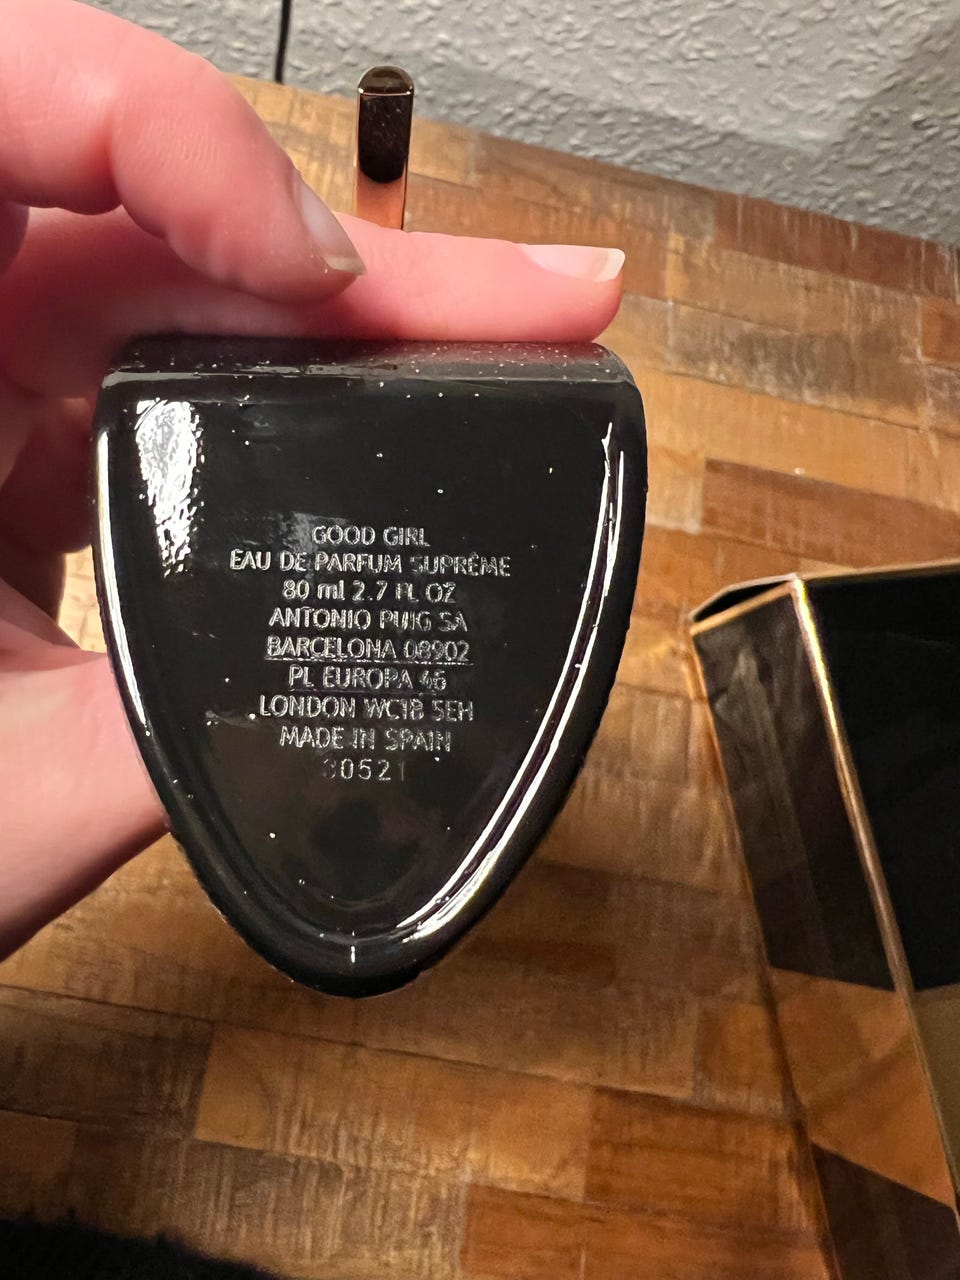 GOOD GIRL
EAU DE PARFUM SUPRÊME
80 ml 2.7 FL OZ
ANTONIO PUIG SA
BARCELONA 08902
PL EUROPA 46
LONDON WC1B 5EH
MADE IN SPAIN
30521